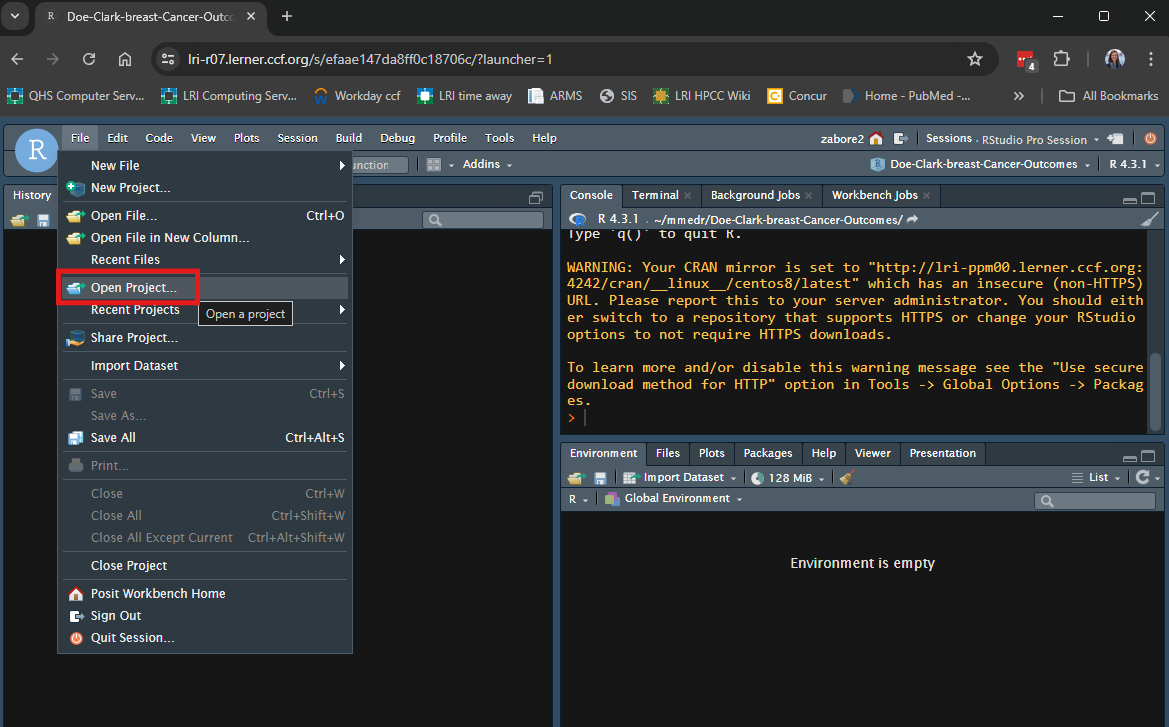 R Doe-Clark-breast-Cancer-Outc
lri-r07.lerner.ccf.org/s/efaae147da8ff0c18706c/?launcher=1
4
QHS Computer Serv...
LRI Computing Serv...
Workday ccf
LRI time away
ARMS
SIS
LRI HPCC Wiki
Concur
Home - PubMed -...
»
All Bookmarks
R
File Edit Code View Plots Session Build Debug Profile Tools Help
zabore2
Sessions
RStudio Pro Session
unction
Addins
Doe-Clark-breast-Cancer-Outcomes
R 4.3.1
History
New File
New Project...
Open File... Ctrl+O
Open File in New Column...
Recent Files
Open Project...
Recent Projects
Open a project
Share Project...
Import Dataset
Save Ctrl+S
Save As...
Save All Ctrl+Alt+S
Print...
Close Ctrl+W
Close All Ctrl+Shift+W
Close All Except Current Ctrl+Alt+Shift+W
Close Project
Posit Workbench Home
Sign Out
Quit Session...
Console Terminal Background Jobs Workbench Jobs
R 4.3.1 . ~/mmedr/Doe-Clark-breast-Cancer-Outcomes/
Type 'q()' to quit R.
WARNING: Your CRAN mirror is set to "http://lri-ppm00.lerner.ccf.org:
4242/cran/__linux__/centos8/latest" which has an insecure (non-HTTPS)
URL. Please report this to your server administrator. You should eith
er switch to a repository that supports HTTPS or change your RStudio
options to not require HTTPS downloads.
To learn more and/or disable this warning message see the "Use secure
download method for HTTP" option in Tools -> Global Options -> Packag
es.
>
Environment Files Plots Packages Help Viewer Presentation
Import Dataset
128 MiB
List
R
Global Environment
Environment is empty